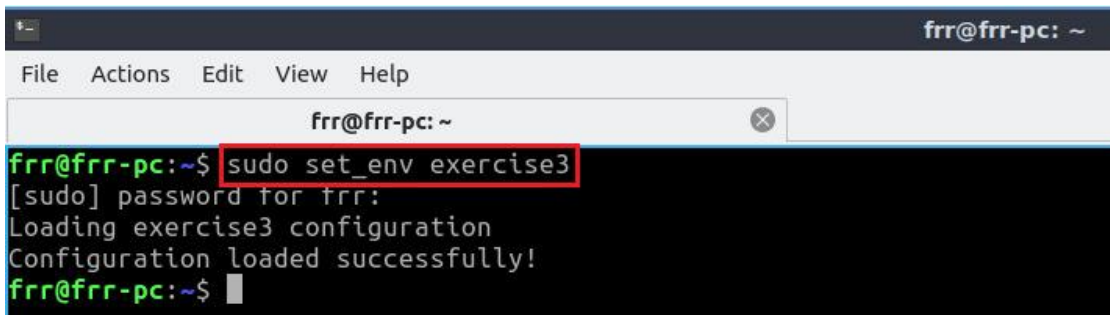 frr@frr-pc: ~
File Actions Edit View Help
frr@frr-pc: ~
frr@frr-pc:~$ sudo set_env exercise3
[sudo] password for frr:
Loading exercise3 configuration
Configuration loaded successfully!
frr@frr-pc:~$